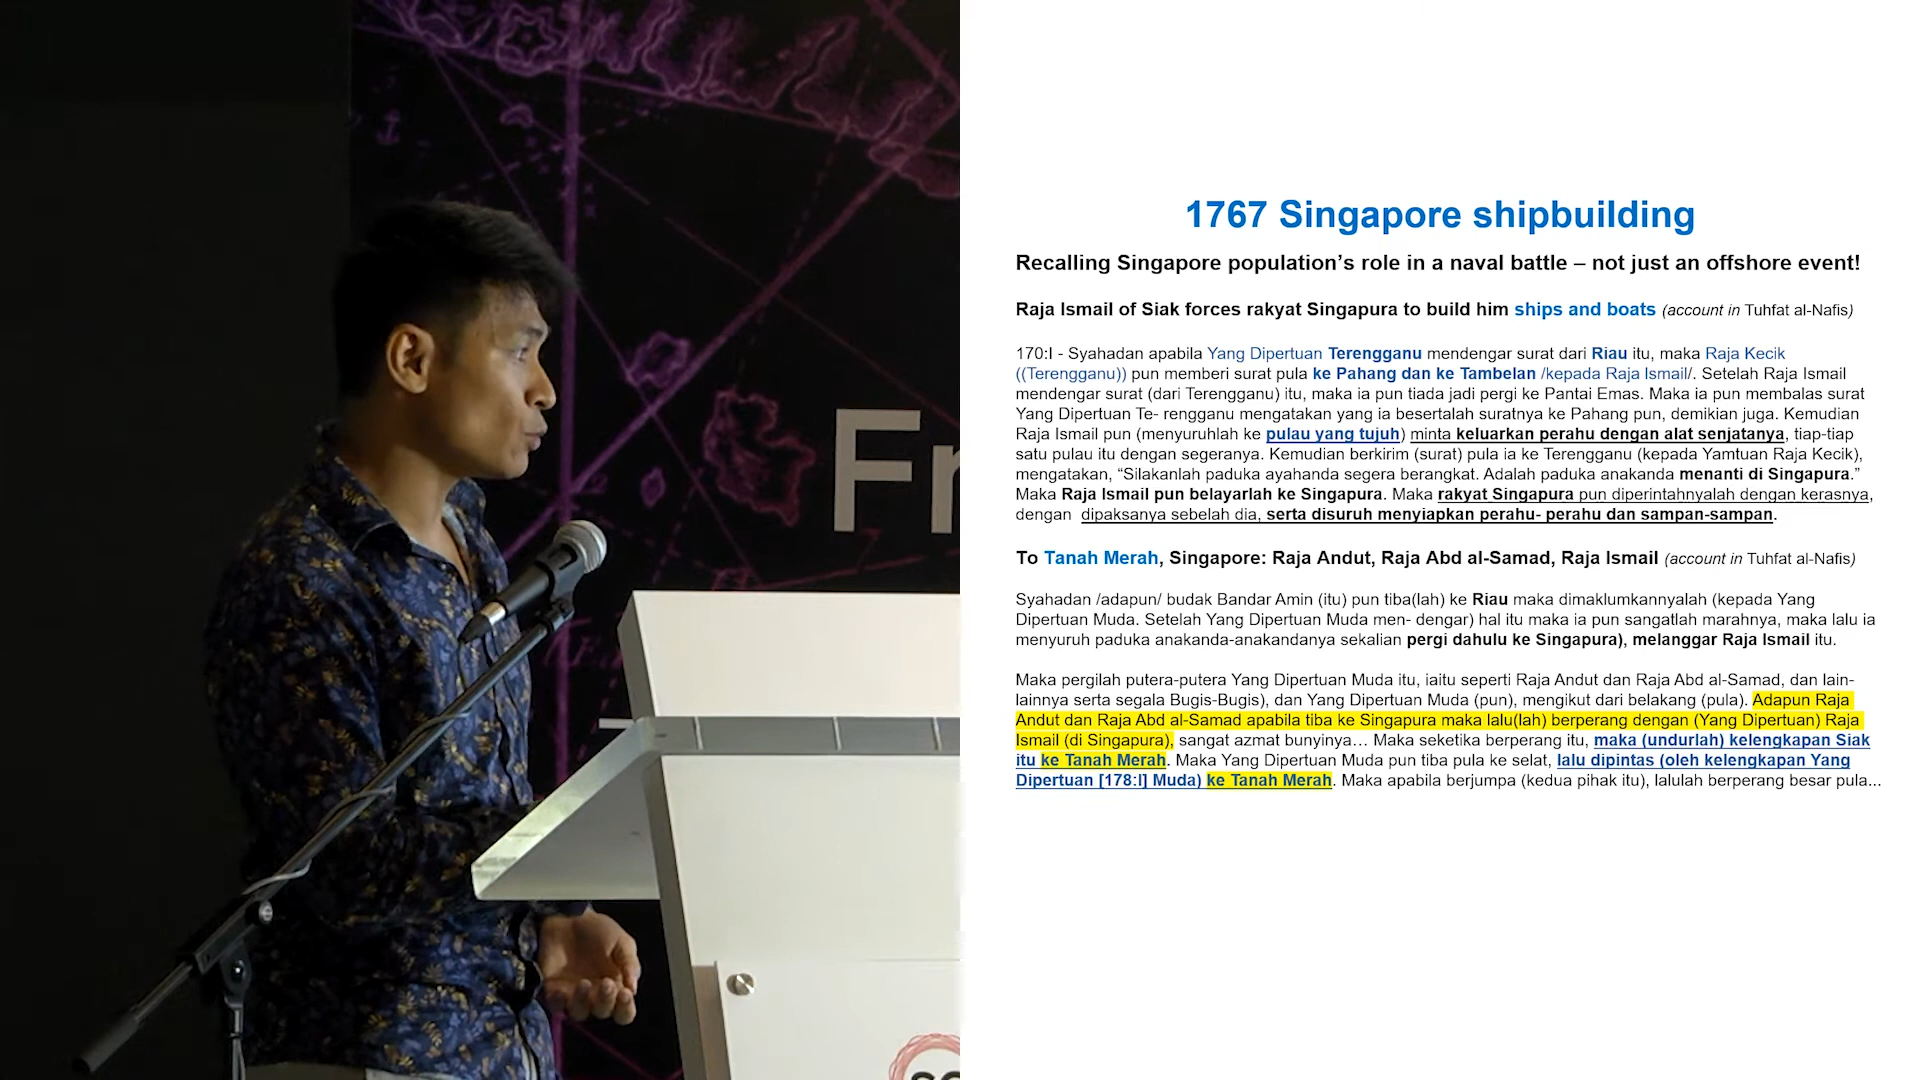 Fr
1767 Singapore shipbuilding
Recalling Singapore population’s role in a naval battle – not just an offshore event!
Raja Ismail of Siak forces rakyat Singapura to build him ships and boats (account in Tuhfat al-Nafis)
170:I - Syahadan apabila Yang Dipertuan Terengganu mendengar surat dari Riau itu, maka Raja Kecik
((Terengganu)) pun memberi surat pula ke Pahang dan ke Tambelan /kepada Raja Ismail/. Setelah Raja Ismail
mendengar surat (dari Terengganu) itu, maka ia pun tiada jadi pergi ke Pantai Emas. Maka ia pun membalas surat
Yang Dipertuan Te- rengganu mengatakan yang ia besertalah suratnya ke Pahang pun, demikian juga. Kemudian
Raja Ismail pun (menyuruhlah ke pulau yang tujuh) minta keluarkan perahu dengan alat senjatanya, tiap-tiap
satu pulau itu dengan segeranya. Kemudian berkirim (surat) pula ia ke Terengganu (kepada Yamtuan Raja Kecik),
mengatakan, “Silakanlah paduka ayahanda segera berangkat. Adalah paduka anakanda menanti di Singapura.”
Maka Raja Ismail pun belayarlah ke Singapura. Maka rakyat Singapura pun diperintahnyalah dengan kerasnya,
dengan dipaksanya sebelah dia, serta disuruh menyiapkan perahu- perahu dan sampan-sampan.
To Tanah Merah, Singapore: Raja Andut, Raja Abd al-Samad, Raja Ismail (account in Tuhfat al-Nafis)
Syahadan /adapun/ budak Bandar Amin (itu) pun tiba(lah) ke Riau maka dimaklumkannyalah (kepada Yang
Dipertuan Muda. Setelah Yang Dipertuan Muda men- dengar) hal itu maka ia pun sangatlah marahnya, maka lalu ia
menyuruh paduka anakanda-anakandanya sekalian pergi dahulu ke Singapura), melanggar Raja Ismail itu.
Maka pergilah putera-putera Yang Dipertuan Muda itu, iaitu seperti Raja Andut dan Raja Abd al-Samad, dan lain-
lainnya serta segala Bugis-Bugis), dan Yang Dipertuan Muda (pun), mengikut dari belakang (pula). Adapun Raja
Andut dan Raja Abd al-Samad apabila tiba ke Singapura maka lalu(lah) berperang dengan (Yang Dipertuan) Raja
Ismail (di Singapura), sangat azmat bunyinya… Maka seketika berperang itu, maka (undurlah) kelengkapan Siak
itu ke Tanah Merah. Maka Yang Dipertuan Muda pun tiba pula ke selat, lalu dipintas (oleh kelengkapan Yang
Dipertuan [178:I] Muda) ke Tanah Merah. Maka apabila berjumpa (kedua pihak itu), lalulah berperang besar pula...